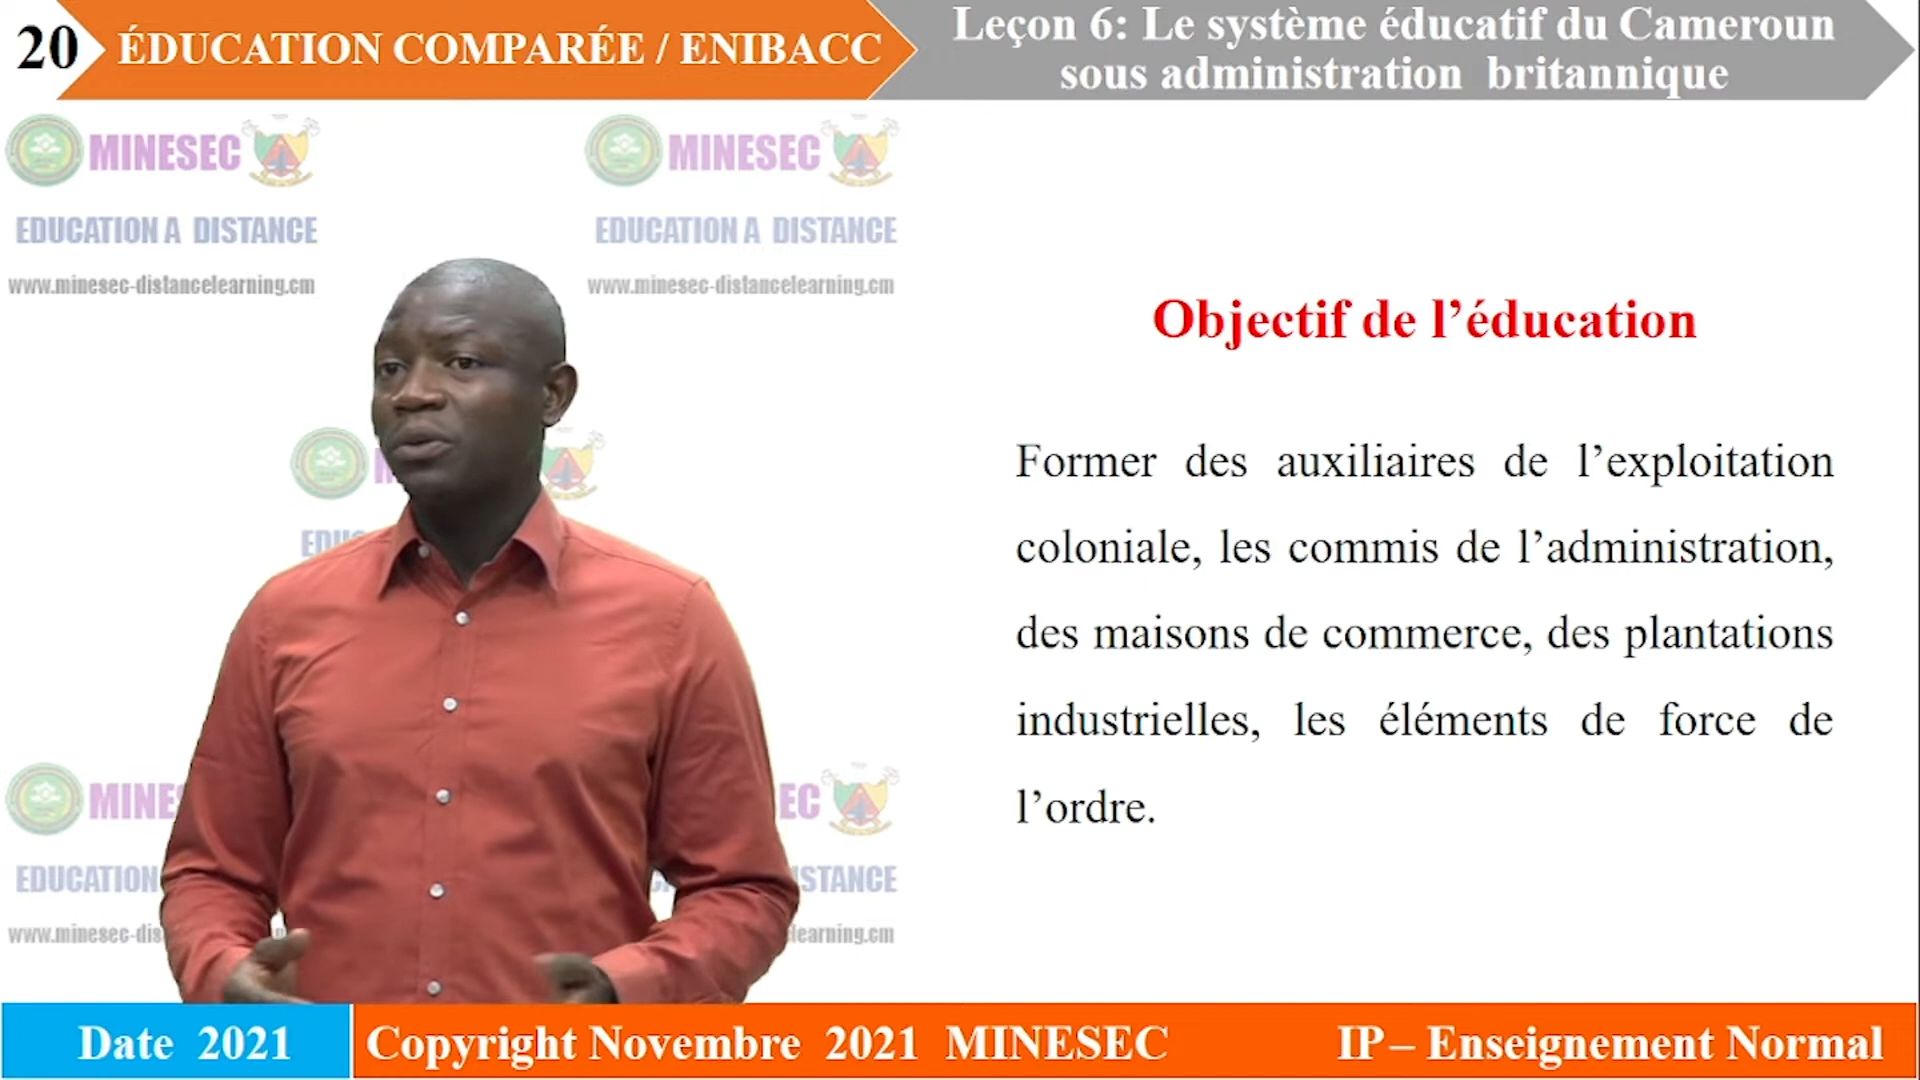 20
ÉDUCATION COMPARÉE / ENIBACC
Leçon 6: Le système éducatif du Cameroun
sous administration britannique
MINESEC
MINESEC
EDUCATION A DISTANCE
EDUCATION A DISTANCE
www.minesec-distancelearning.cm
www.minesec-distancelearning.cm
Objectif de l’éducation
Former des auxiliaires de l’exploitation
coloniale, les commis de l’administration,
des maisons de commerce, des plantations
industrielles, les éléments de force de
l’ordre.
EDUCATION
Date 2021
Copyright Novembre 2021 MINESEC
IP – Enseignement Normal